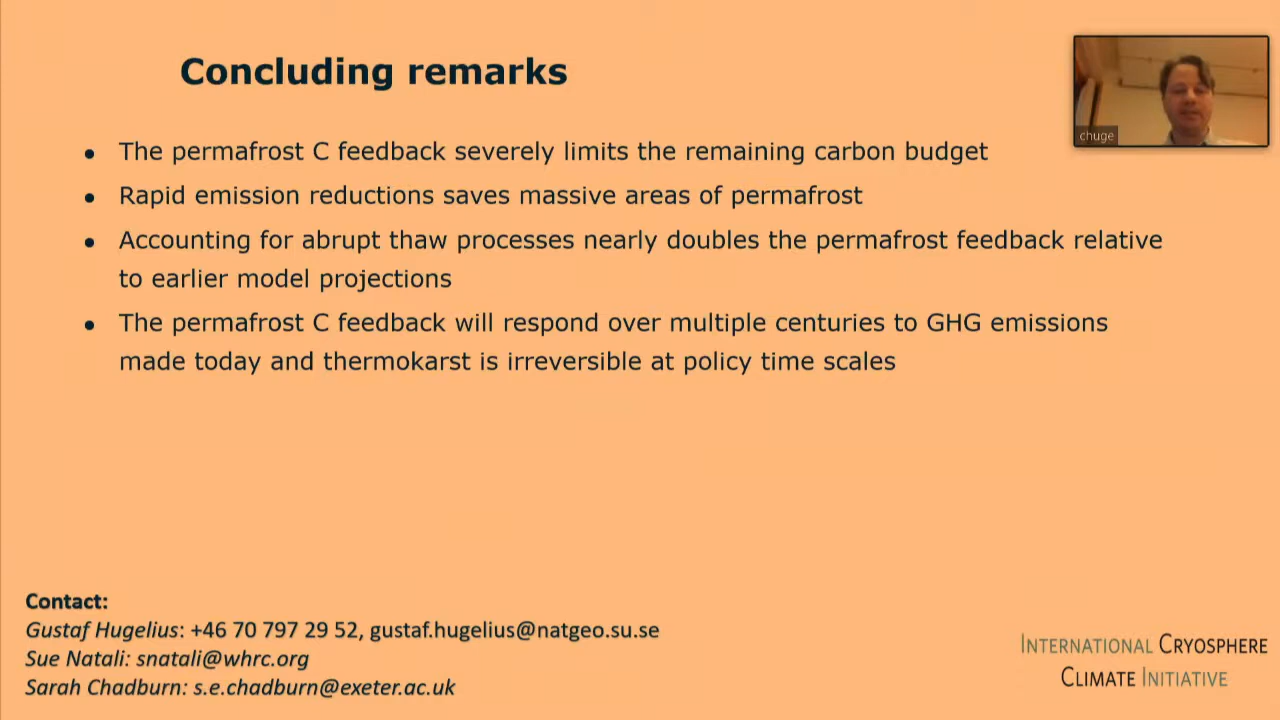 Concluding remarks
chuge
• The permafrost C feedback severely limits the remaining carbon budget
• Rapid emission reductions saves massive areas of permafrost
• Accounting for abrupt thaw processes nearly doubles the permafrost feedback relative
to earlier model projections
• The permafrost C feedback will respond over multiple centuries to GHG emissions
made today and thermokarst is irreversible at policy time scales
Contact:
Gustaf Hugelius: +46 70 797 29 52, gustaf.hugelius@natgeo.su.se
Sue Natali: snatali@whrc.org
Sarah Chadburn: s.e.chadburn@exeter.ac.uk
INTERNATIONAL CRYOSPHERE
CLIMATE INITIATIVE